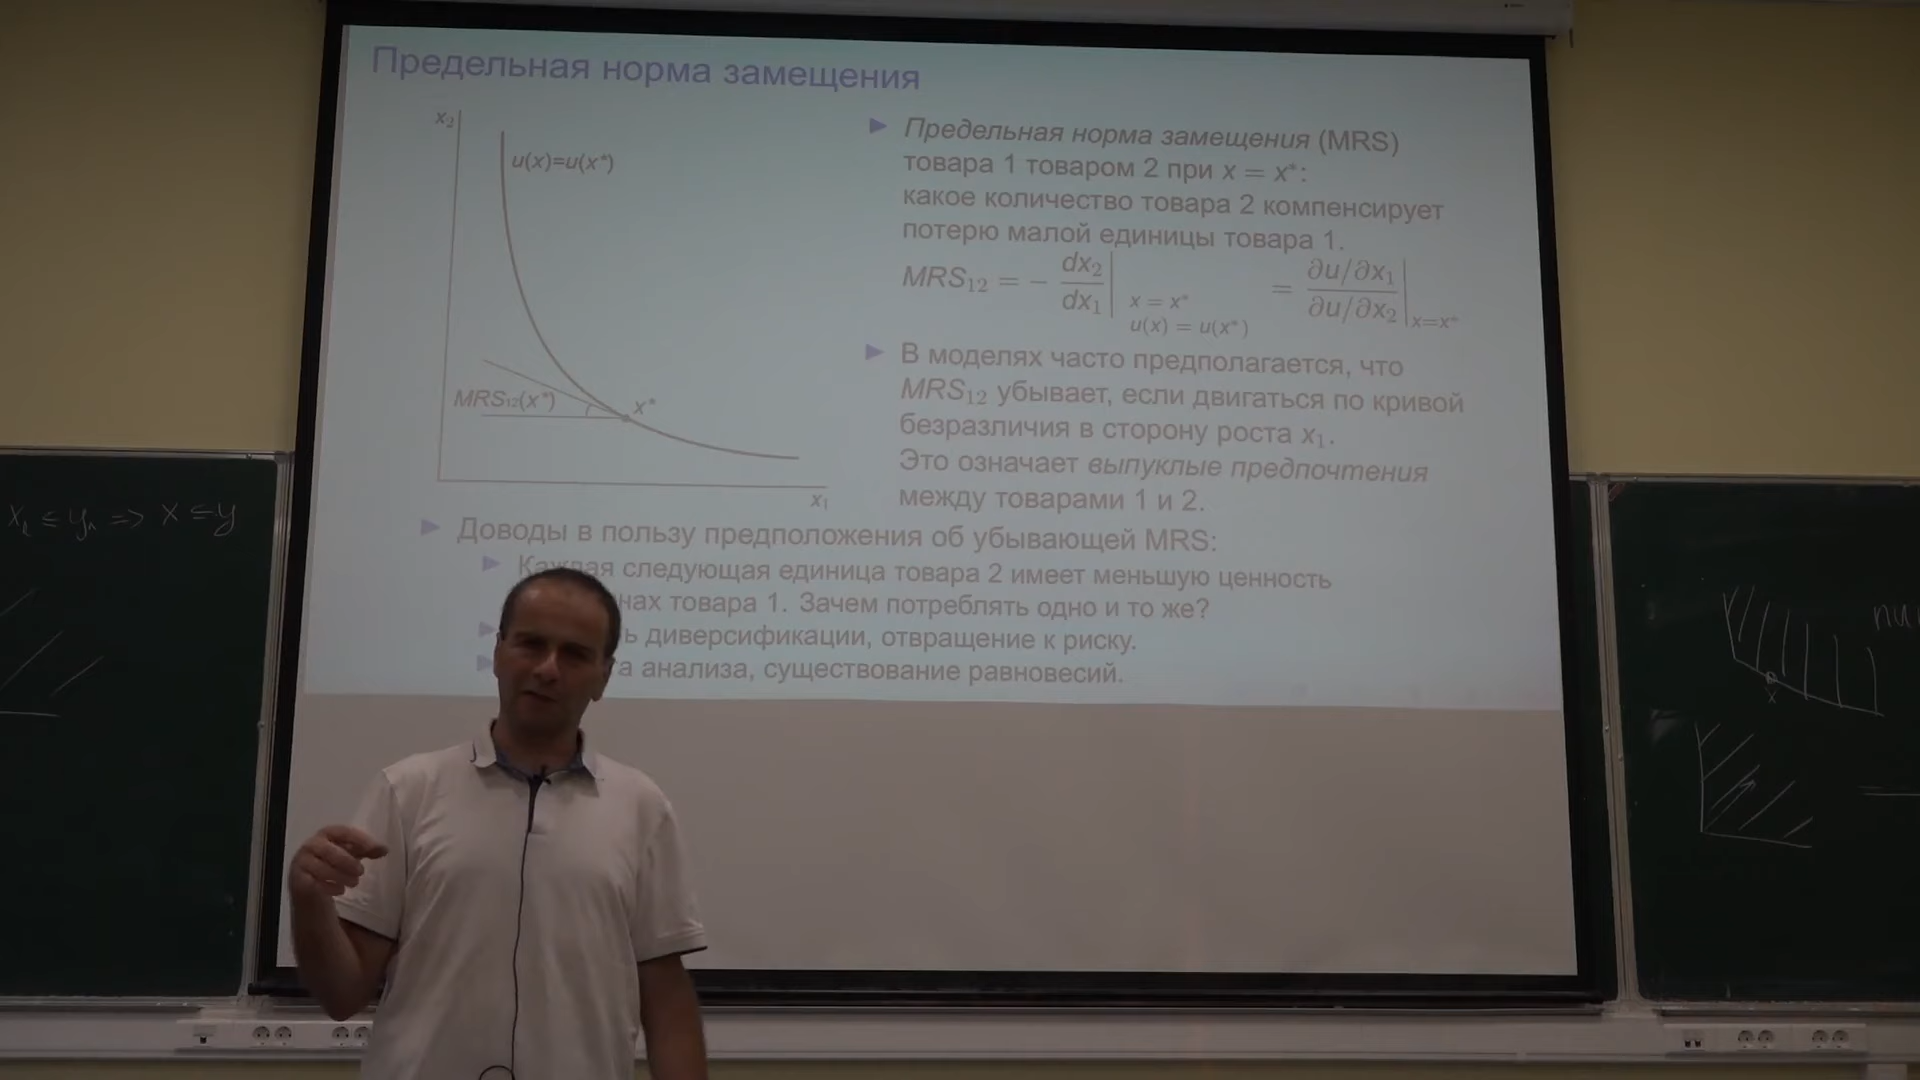 Предельная норма замещения
x₂
u(x)=u(x*)
MRS₁₂(x*)
x*
x₁
► Предельная норма замещения (MRS)
товара 1 товаром 2 при x = x*:
какое количество товара 2 компенсирует
потерю малой единицы товара 1.
MRS₁₂ = − dx₂/dx₁ | x = x* u(x) = u(x*) = ∂u/∂x₁ / ∂u/∂x₂ | x=x*
► В моделях часто предполагается, что
MRS₁₂ убывает, если двигаться по кривой
безразличия в сторону роста x₁.
Это означает выпуклые предпочтения
между товарами 1 и 2.
► Доводы в пользу предположения об убывающей MRS:
► Каждая следующая единица товара 2 имеет меньшую ценность
товара 1. Зачем потреблять одно и то же?
► диверсификации, отвращение к риску.
► анализа, существование равновесий.
x ≤ y
x